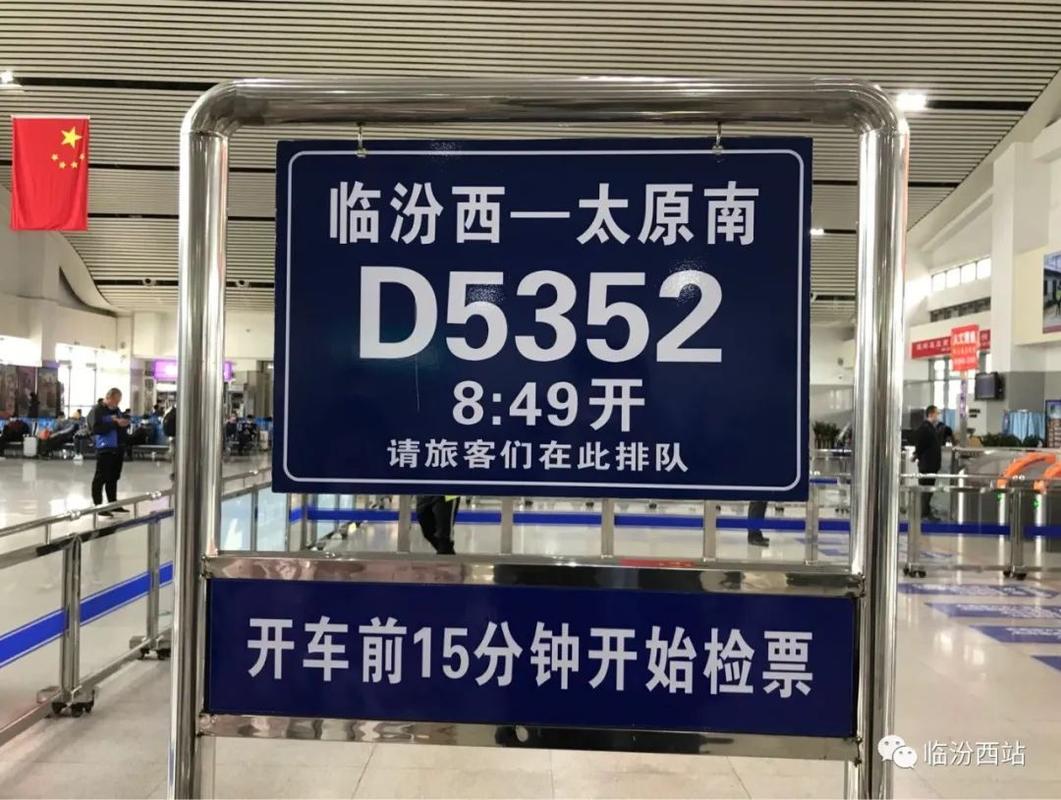 临汾西—太原南
D5352
8:49开
请旅客们在此排队
开车前15分钟开始检票
临汾西站